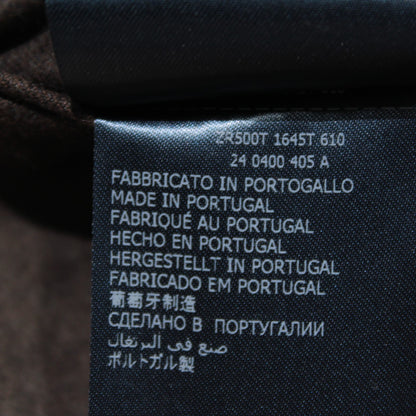 ZR500T 1645T 610
24 0400 405 A
FABBRICATO IN PORTOGALLO
MADE IN PORTUGAL
FABRIQUÉ AU PORTUGAL
HECHO EN PORTUGAL
HERGESTELLT IN PORTUGAL
FABRICADO EM PORTUGAL
葡萄牙制造
СДЕЛАНО В ПОРТУГАЛИИ
صنع في البرتغال
ポルトガル製